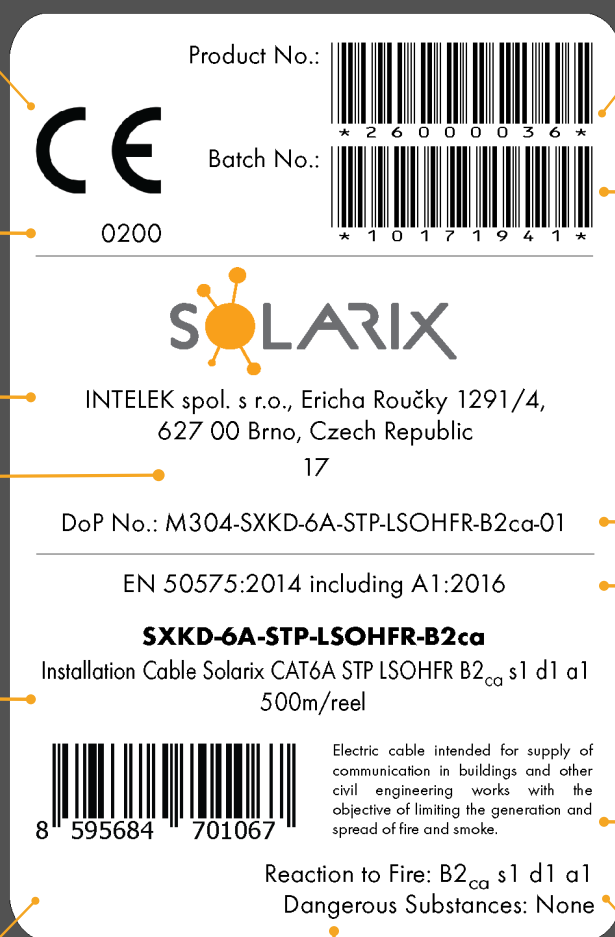 Product No.:
*26000036*
CE
Batch No.:
*10171941*
0200
SOLARIX
INTELEK spol. s r.o., Ericha Roučky 1291/4,
627 00 Brno, Czech Republic
17
DoP No.: M304-SXKD-6A-STP-LSOHFR-B2ca-01
EN 50575:2014 including A1:2016
SXKD-6A-STP-LSOHFR-B2ca
Installation Cable Solarix CAT6A STP LSOHFR B2ca s1 d1 a1
500m/reel
Electric cable intended for supply of
communication in buildings and other
civil engineering works with the
objective of limiting the generation and
spread of fire and smoke.
8 595684 701067
Reaction to Fire: B2ca s1 d1 a1
Dangerous Substances: None